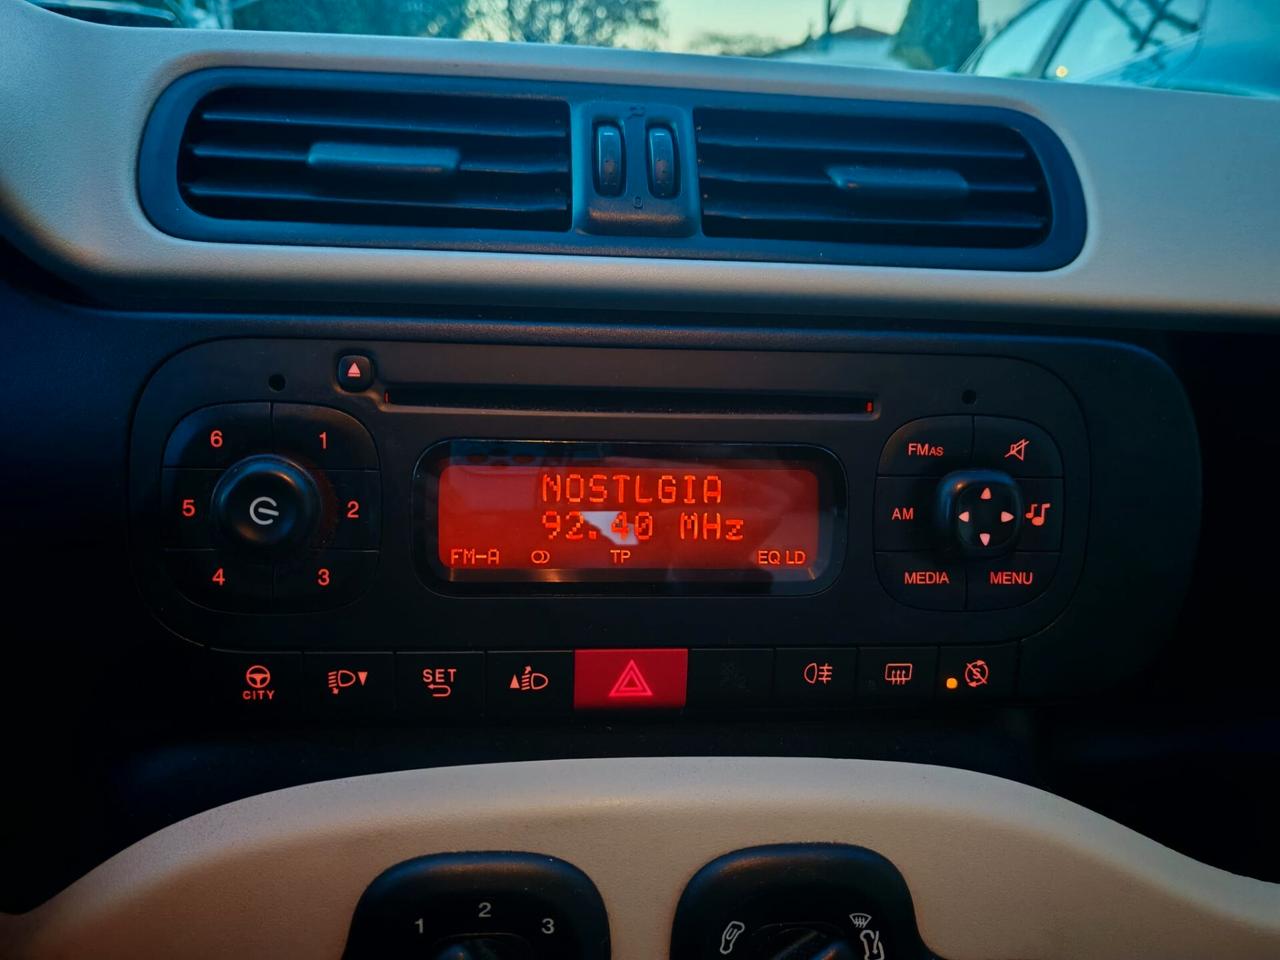 6 1
5 2
4 3
NOSTLGIA
92.40 MHz
FM-A TP EQ LD
FMAS
AM
MEDIA MENU
CITY
SET
0
1 2 3